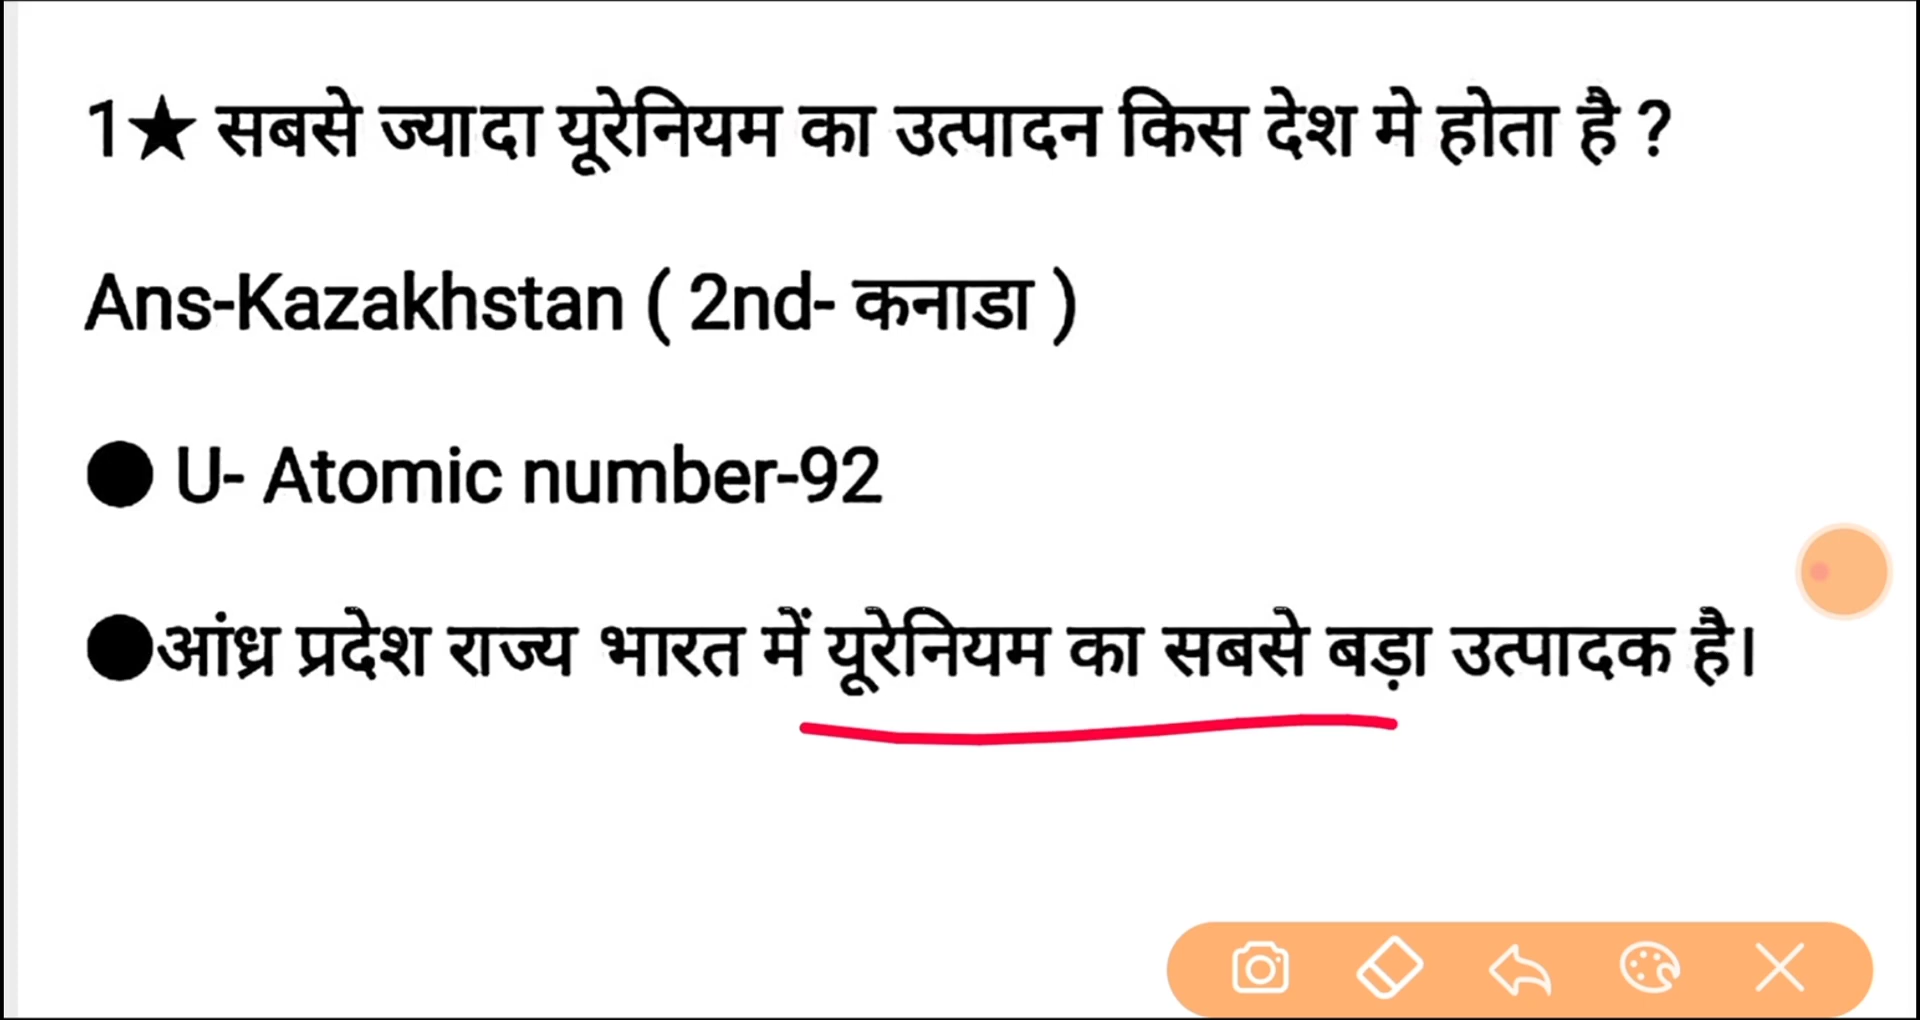 1★ सबसे ज्यादा यूरेनियम का उत्पादन किस देश मे होता है ?
Ans-Kazakhstan ( 2nd- कनाडा )
● U- Atomic number-92
●आंध्र प्रदेश राज्य भारत में यूरेनियम का सबसे बड़ा उत्पादक है।